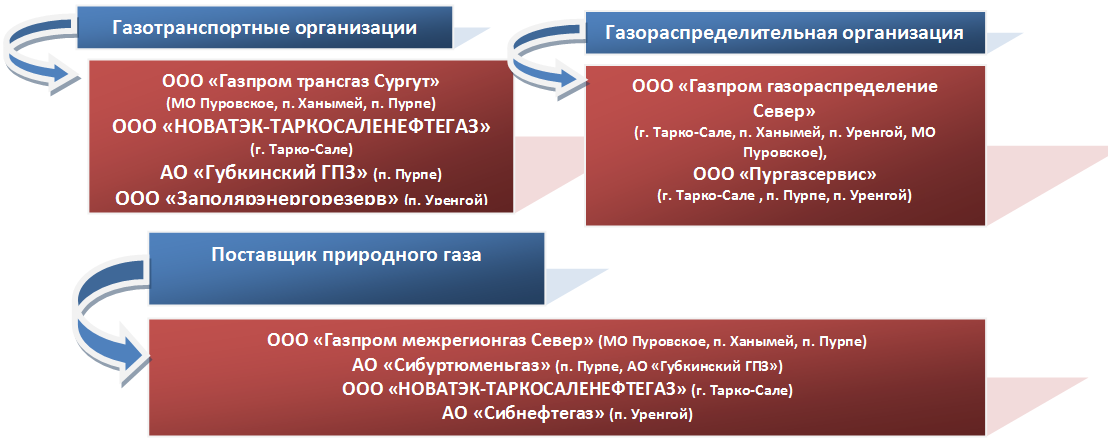 Газотранспортные организации
ООО «Газпром трансгаз Сургут»
(МО Пуровское, п. Ханымей, п. Пурпе)
ООО «НОВАТЭК-ТАРКОСАЛЕНЕФТЕГАЗ»
(г. Тарко-Сале)
АО «Губкинский ГПЗ» (п. Пурпе)
ООО «Заполярэнергорезерв» (п. Уренгой)
Газораспределительная организация
ООО «Газпром газораспределение
Север»
(г. Тарко-Сале, п. Ханымей, п. Уренгой, МО
Пуровское),
ООО «Пургазсервис»
(г. Тарко-Сале , п. Пурпе, п. Уренгой)
Поставщик природного газа
ООО «Газпром межрегионгаз Север» (МО Пуровское, п. Ханымей, п. Пурпе)
АО «Сибуртюменьгаз» (п. Пурпе, АО «Губкинский ГПЗ»)
ООО «НОВАТЭК-ТАРКОСАЛЕНЕФТЕГАЗ» (г. Тарко-Сале)
АО «Сибнефтегаз» (п. Уренгой)